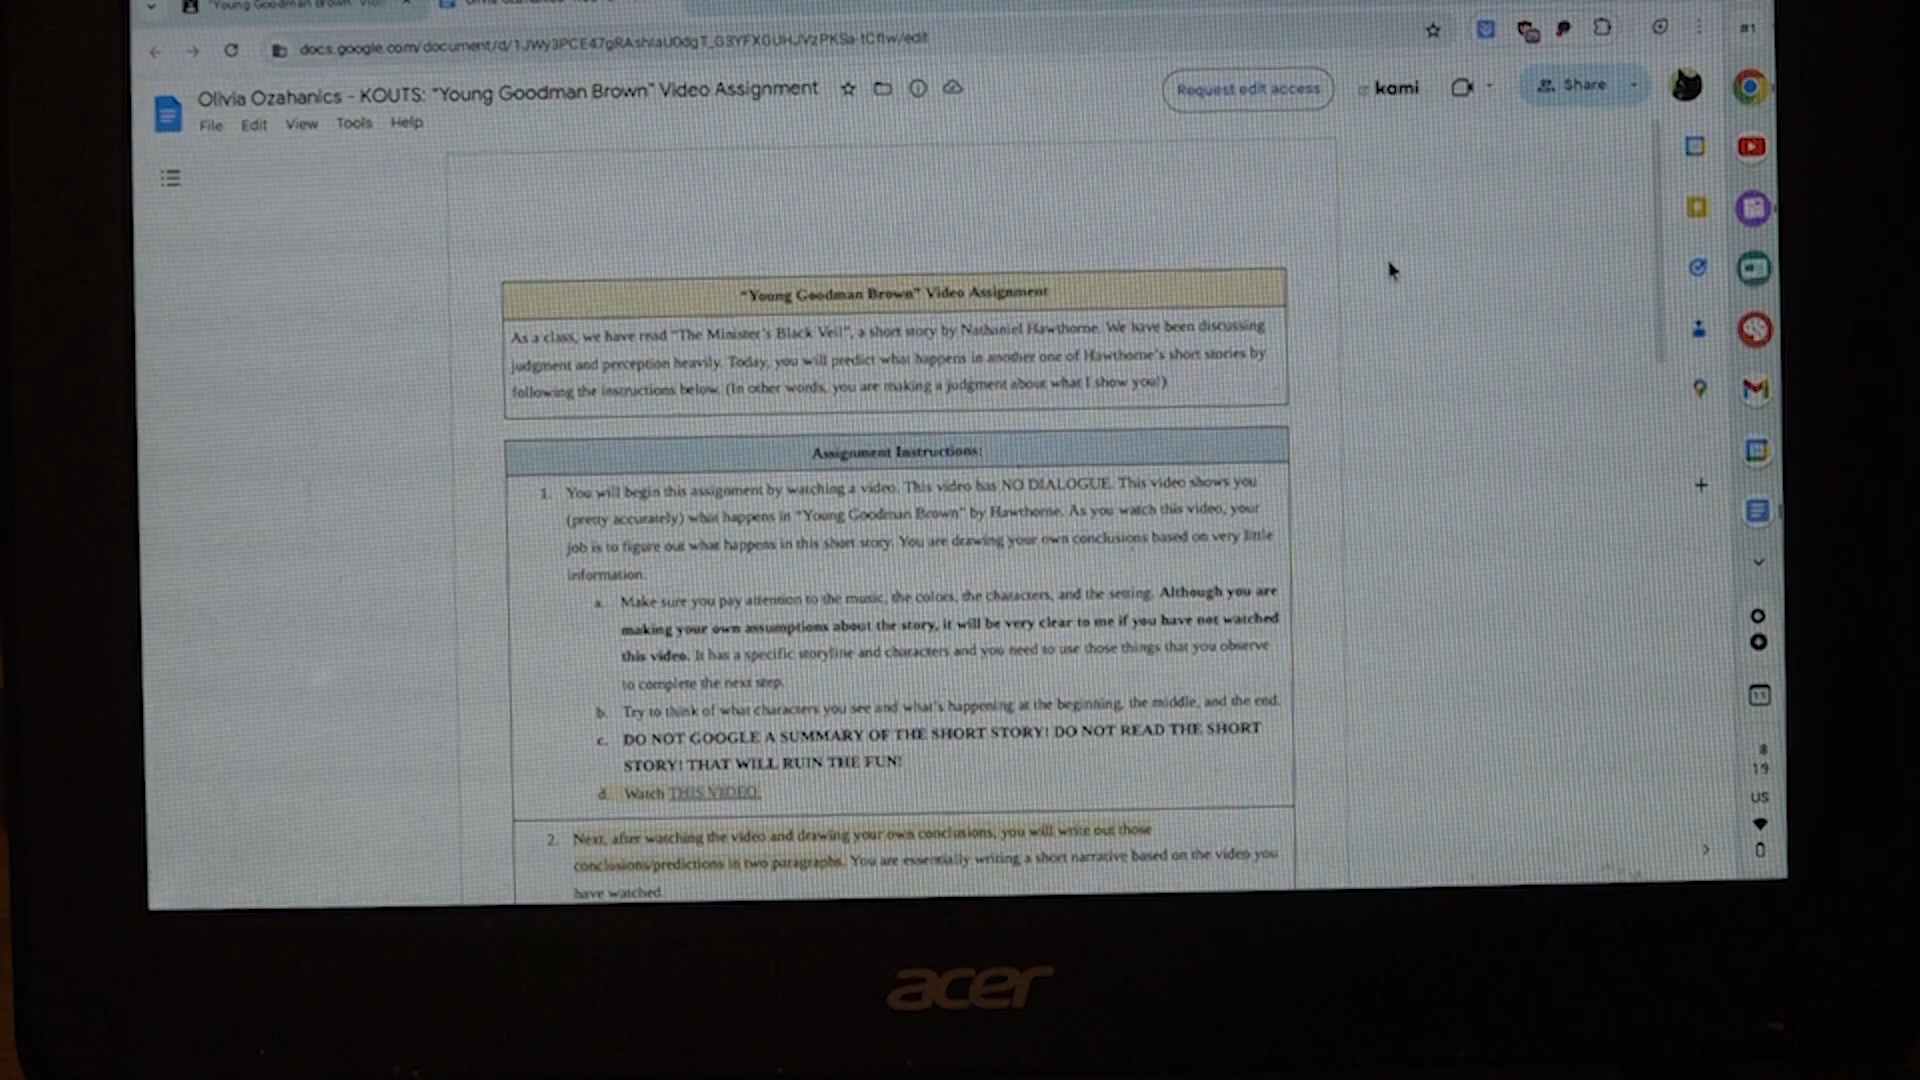 "Young Goodman Brown"
docs.google.com/document/d/
Olivia Ozahanics - KOUTS: "Young Goodman Brown" Video Assignment
Request edit access
kami
Share
File Edit View Tools Help
"Young Goodman Brown" Video Assignment
As a class, we have read "The Minister's Black Veil", a short story by Nathaniel Hawthorne. We have been discussing
judgment and perception heavily. Today, you will predict what happens in another one of Hawthorne's short stories by
following the instructions below. (In other words, you are making a judgment about what I show you!)
Assignment Instructions:
1. You will begin this assignment by watching a video. This video has NO DIALOGUE. This video shows you
(pretty accurately) what happens in "Young Goodman Brown" by Hawthorne. As you watch this video, your
job is to figure out what happens in this short story. You are drawing your own conclusions based on very little
information.
a. Make sure you pay attention to the music, the colors, the characters, and the setting. Although you are
making your own assumptions about the story, it will be very clear to me if you have not watched
this video. It has a specific storyline and characters and you need to use those things that you observe
to complete the next step.
b. Try to think of what characters you see and what's happening at the beginning, the middle, and the end.
c. DO NOT GOOGLE A SUMMARY OF THE SHORT STORY! DO NOT READ THE SHORT
STORY! THAT WILL RUIN THE FUN!
d. Watch THIS VIDEO.
2. Next, after watching the video and drawing your own conclusions, you will write out those
conclusions/predictions in two paragraphs. You are essentially writing a short narrative based on the video you
have watched.
#1
8
19
US
acer